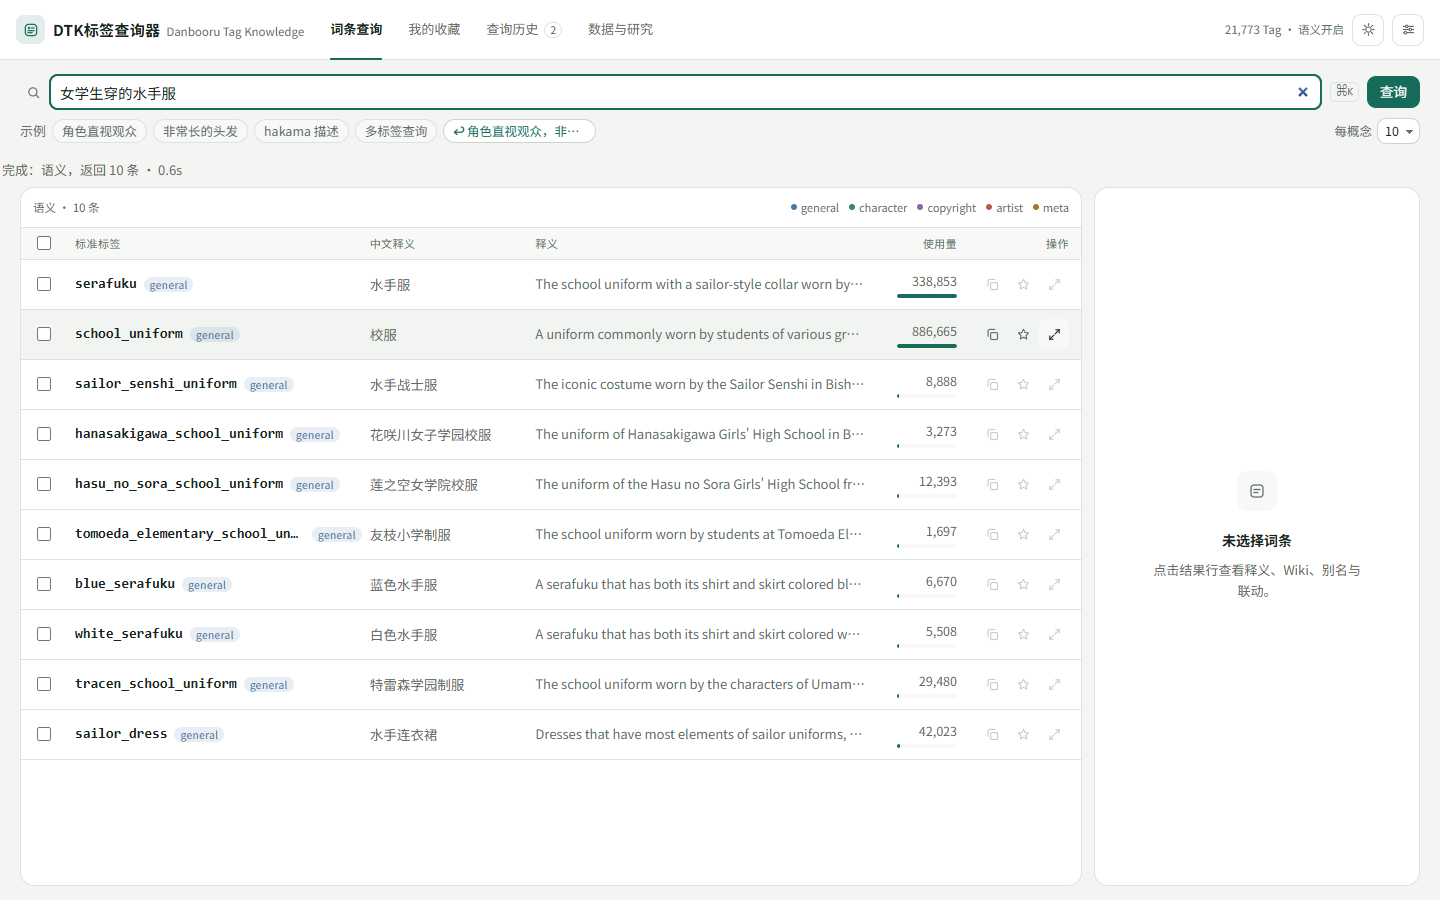 DTK标签查询器 Danbooru Tag Knowledge 词条查询 我的收藏 查询历史 2 数据与研究 21,773 Tag · 语义开启
女学生穿的水手服 × ⌘K 查询
示例 角色直视观众 非常长的头发 hakama 描述 多标签查询 ↩ 角色直视观众，非… 每概念 10
完成：语义，返回 10 条 · 0.6s
语义 · 10 条 general character copyright artist meta
标准标签 中文释义 释义 使用量 操作
serafuku general 水手服 The school uniform with a sailor-style collar worn by… 338,853
school_uniform general 校服 A uniform commonly worn by students of various gr… 886,665
sailor_senshi_uniform general 水手战士服 The iconic costume worn by the Sailor Senshi in Bish… 8,888
hanasakigawa_school_uniform general 花咲川女子学园校服 The uniform of Hanasakigawa Girls' High School in B… 3,273
hasu_no_sora_school_uniform general 莲之空女学院校服 The uniform of the Hasu no Sora Girls' High School fr… 12,393
tomoeda_elementary_school_un… general 友枝小学制服 The school uniform worn by students at Tomoeda El… 1,697
blue_serafuku general 蓝色水手服 A serafuku that has both its shirt and skirt colored bl… 6,670
white_serafuku general 白色水手服 A serafuku that has both its shirt and skirt colored w… 5,508
tracen_school_uniform general 特雷森学园制服 The school uniform worn by the characters of Umam… 29,480
sailor_dress general 水手连衣裙 Dresses that have most elements of sailor uniforms, … 42,023
未选择词条
点击结果行查看释义、Wiki、别名与
联动。